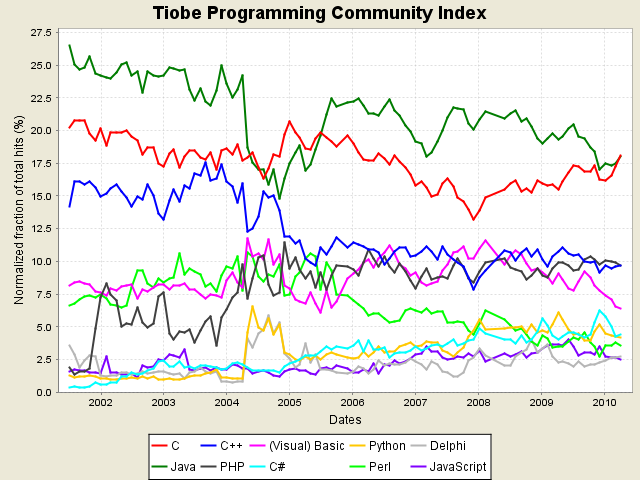 Tiobe Programming Community Index
27.5
25.0
22.5
20.0
17.5
15.0
12.5
10.0
7.5
5.0
2.5
0.0
Normalized fraction of total hits (%)
2002 2003 2004 2005 2006 2007 2008 2009 2010
Dates
C C++ (Visual) Basic Python Delphi
Java PHP C# Perl JavaScript